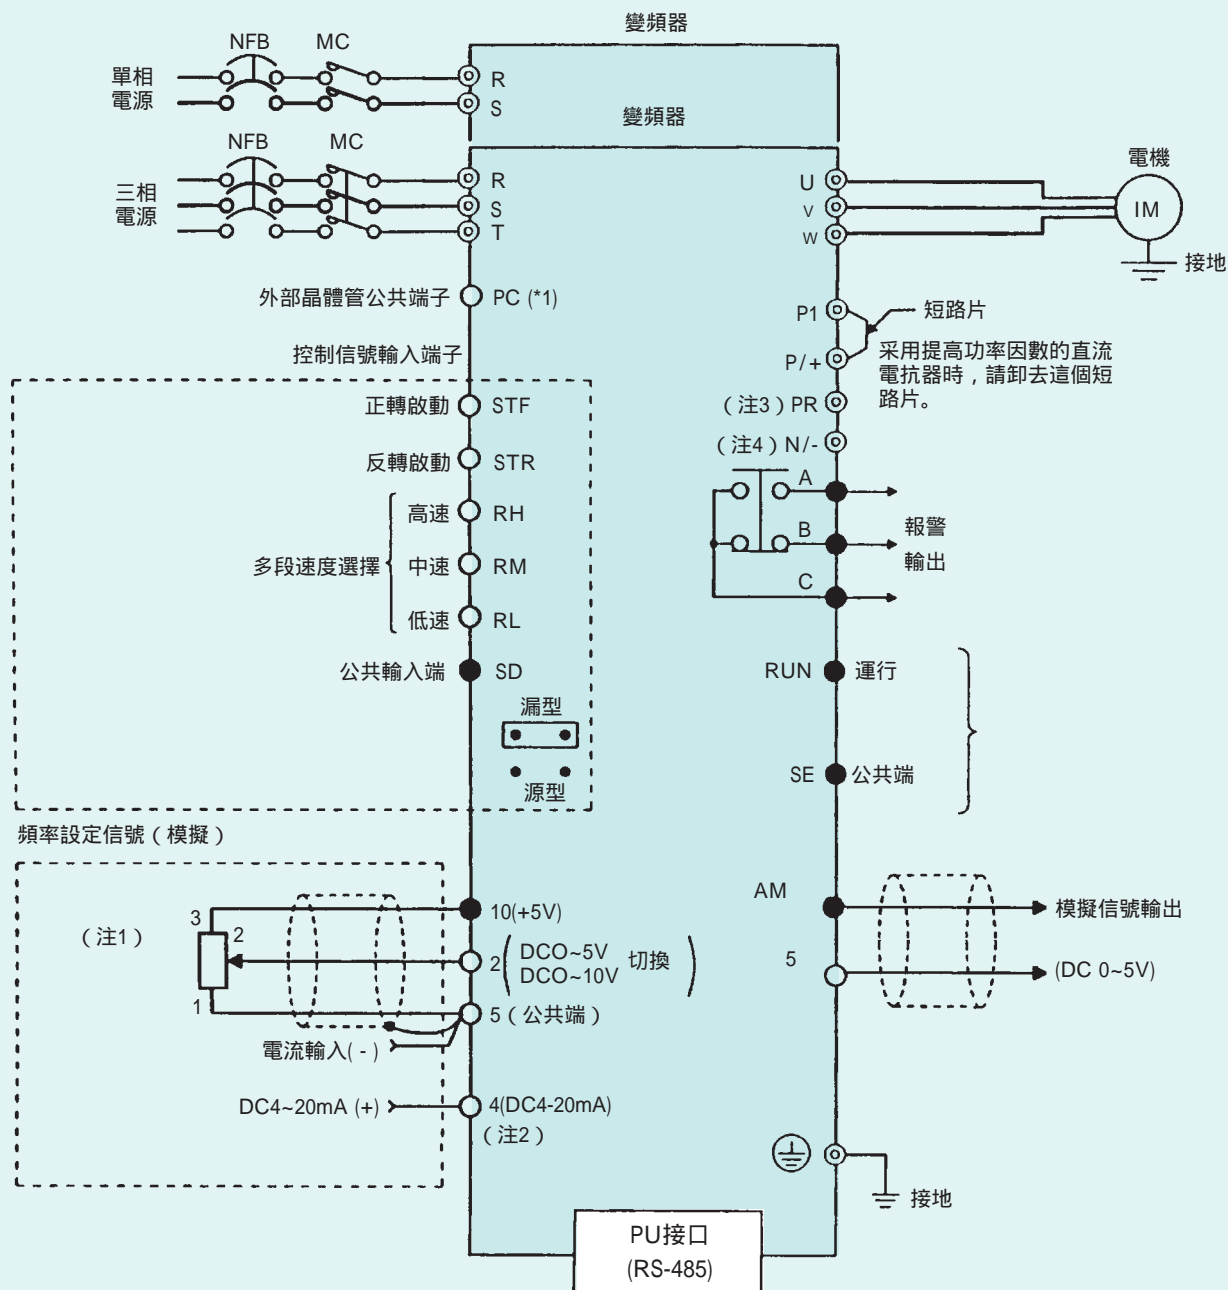 變頻器
NFB MC
單相
電源
R
S
變頻器
NFB MC
三相
電源
R
S
T
U
V
W
電機
IM
接地
外部晶體管公共端子 PC (*1)
P1
短路片
P/+
采用提高功率因數的直流
電抗器時，請卸去這個短
路片。
控制信號輸入端子
正轉啟動 STF
(注3) PR
反轉啟動 STR
(注4) N/-
多段速度選擇
高速 RH
中速 RM
低速 RL
A
B
C
報警
輸出
公共輸入端 SD
RUN 運行
漏型
源型
SE 公共端
頻率設定信號（模擬）
(注1)
3
2
1
10(+5V)
2
DCO~5V
DCO~10V
切換
5（公共端）
電流輸入( - )
DC4~20mA (+)
4(DC4-20mA)
（注2）
AM
模擬信號輸出
5
(DC 0~5V)
接地
PU接口
(RS-485)